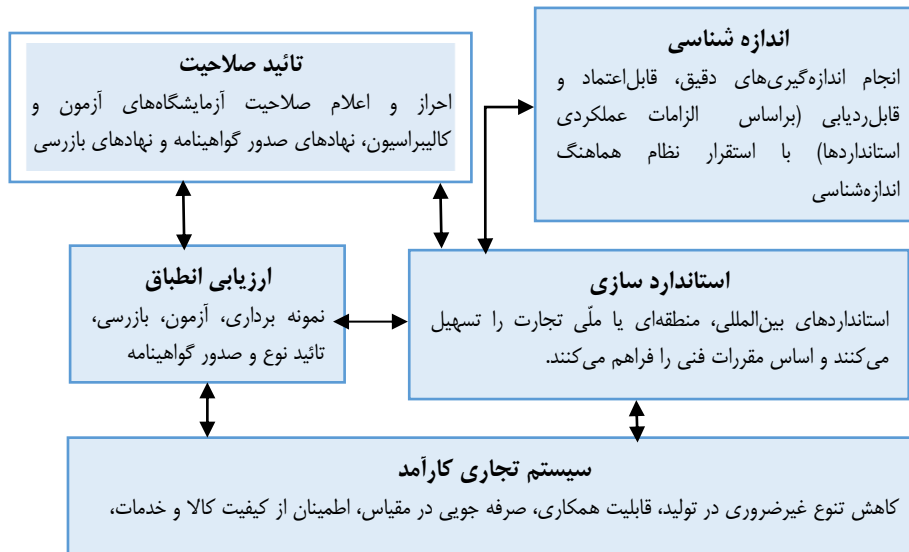 اندازه شناسی
انجام اندازه‌گیری‌های دقیق، قابل‌اعتماد و
قابل‌ردیابی (براساس الزامات عملکردی
استانداردها) با استقرار نظام هماهنگ
اندازه‌شناسی
تائید صلاحیت
احراز و اعلام صلاحیت آزمایشگاه‌های آزمون و
کالیبراسیون، نهادهای صدور گواهینامه و نهادهای بازرسی
استاندارد سازی
استانداردهای بین‌المللی، منطقه‌ای یا ملّی تجارت را تسهیل
می‌کنند و اساس مقررات فنی را فراهم می‌کنند.
ارزیابی انطباق
نمونه برداری، آزمون، بازرسی،
تائید نوع و صدور گواهینامه
سیستم تجاری کارآمد
کاهش تنوع غیرضروری در تولید، قابلیت همکاری، صرفه جویی در مقیاس، اطمینان از کیفیت کالا و خدمات،